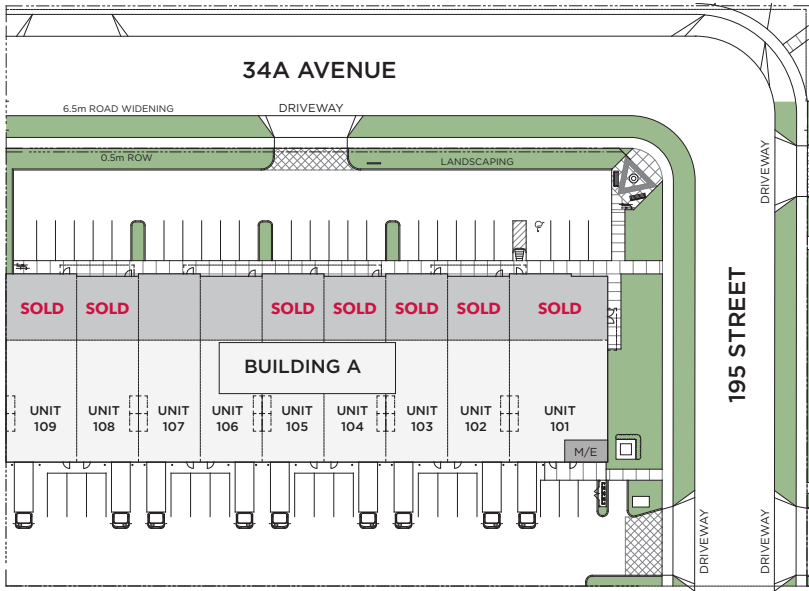 34A AVENUE
6.5m ROAD WIDENING
DRIVEWAY
0.5m ROW
LANDSCAPING
DRIVEWAY
SOLD
SOLD
SOLD
SOLD
SOLD
SOLD
SOLD
195 STREET
BUILDING A
UNIT
109
UNIT
108
UNIT
107
UNIT
106
UNIT
105
UNIT
104
UNIT
103
UNIT
102
UNIT
101
M/E
DRIVEWAY
DRIVEWAY